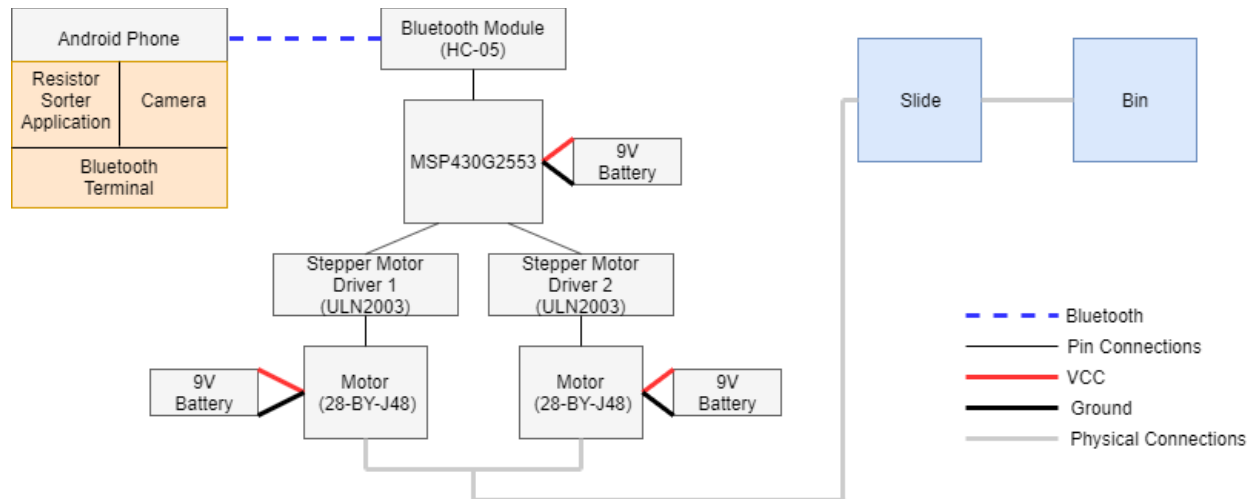 Android Phone
Resistor
Sorter
Application
Camera
Bluetooth
Terminal
Bluetooth Module
(HC-05)
MSP430G2553
9V
Battery
Stepper Motor
Driver 1
(ULN2003)
Stepper Motor
Driver 2
(ULN2003)
9V
Battery
Motor
(28-BY-J48)
Motor
(28-BY-J48)
9V
Battery
Slide
Bin
Bluetooth
Pin Connections
VCC
Ground
Physical Connections